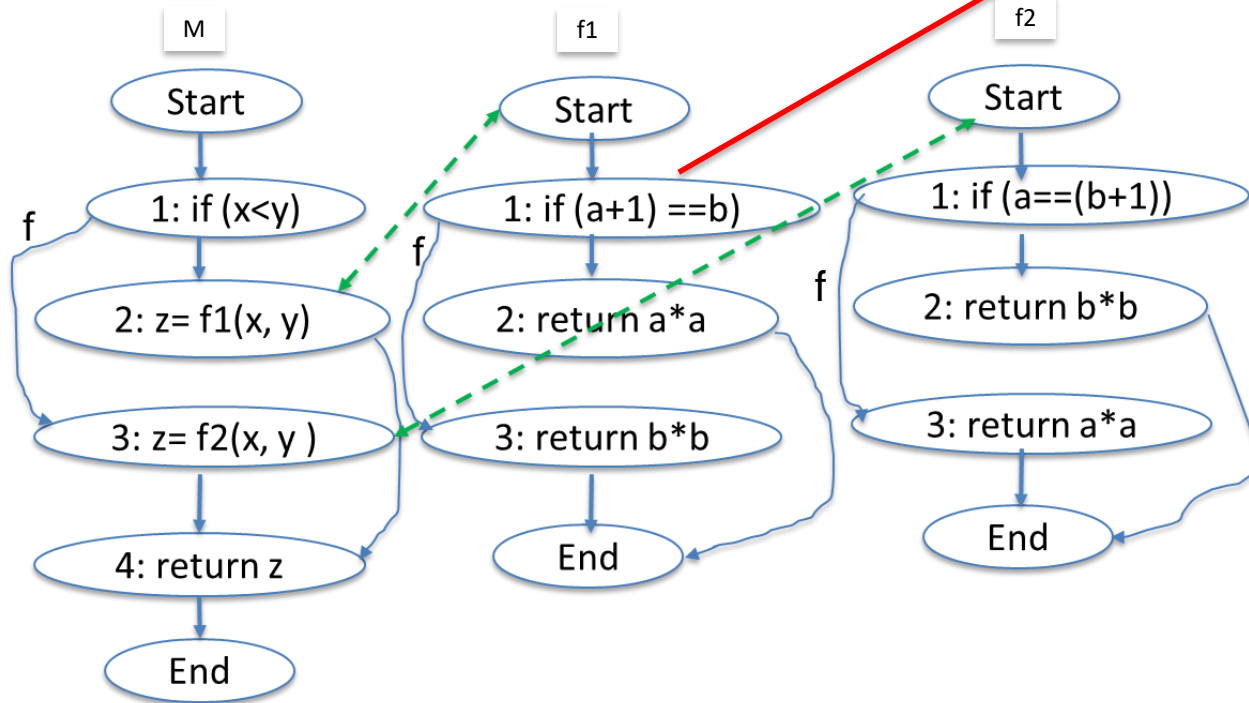 M
Start
1: if (x<y)
f
2: z= f1(x, y)
3: z= f2(x, y )
4: return z
End
f1
Start
1: if (a+1) ==b)
f
2: return a*a
3: return b*b
End
f2
Start
1: if (a==(b+1))
f
2: return b*b
3: return a*a
End